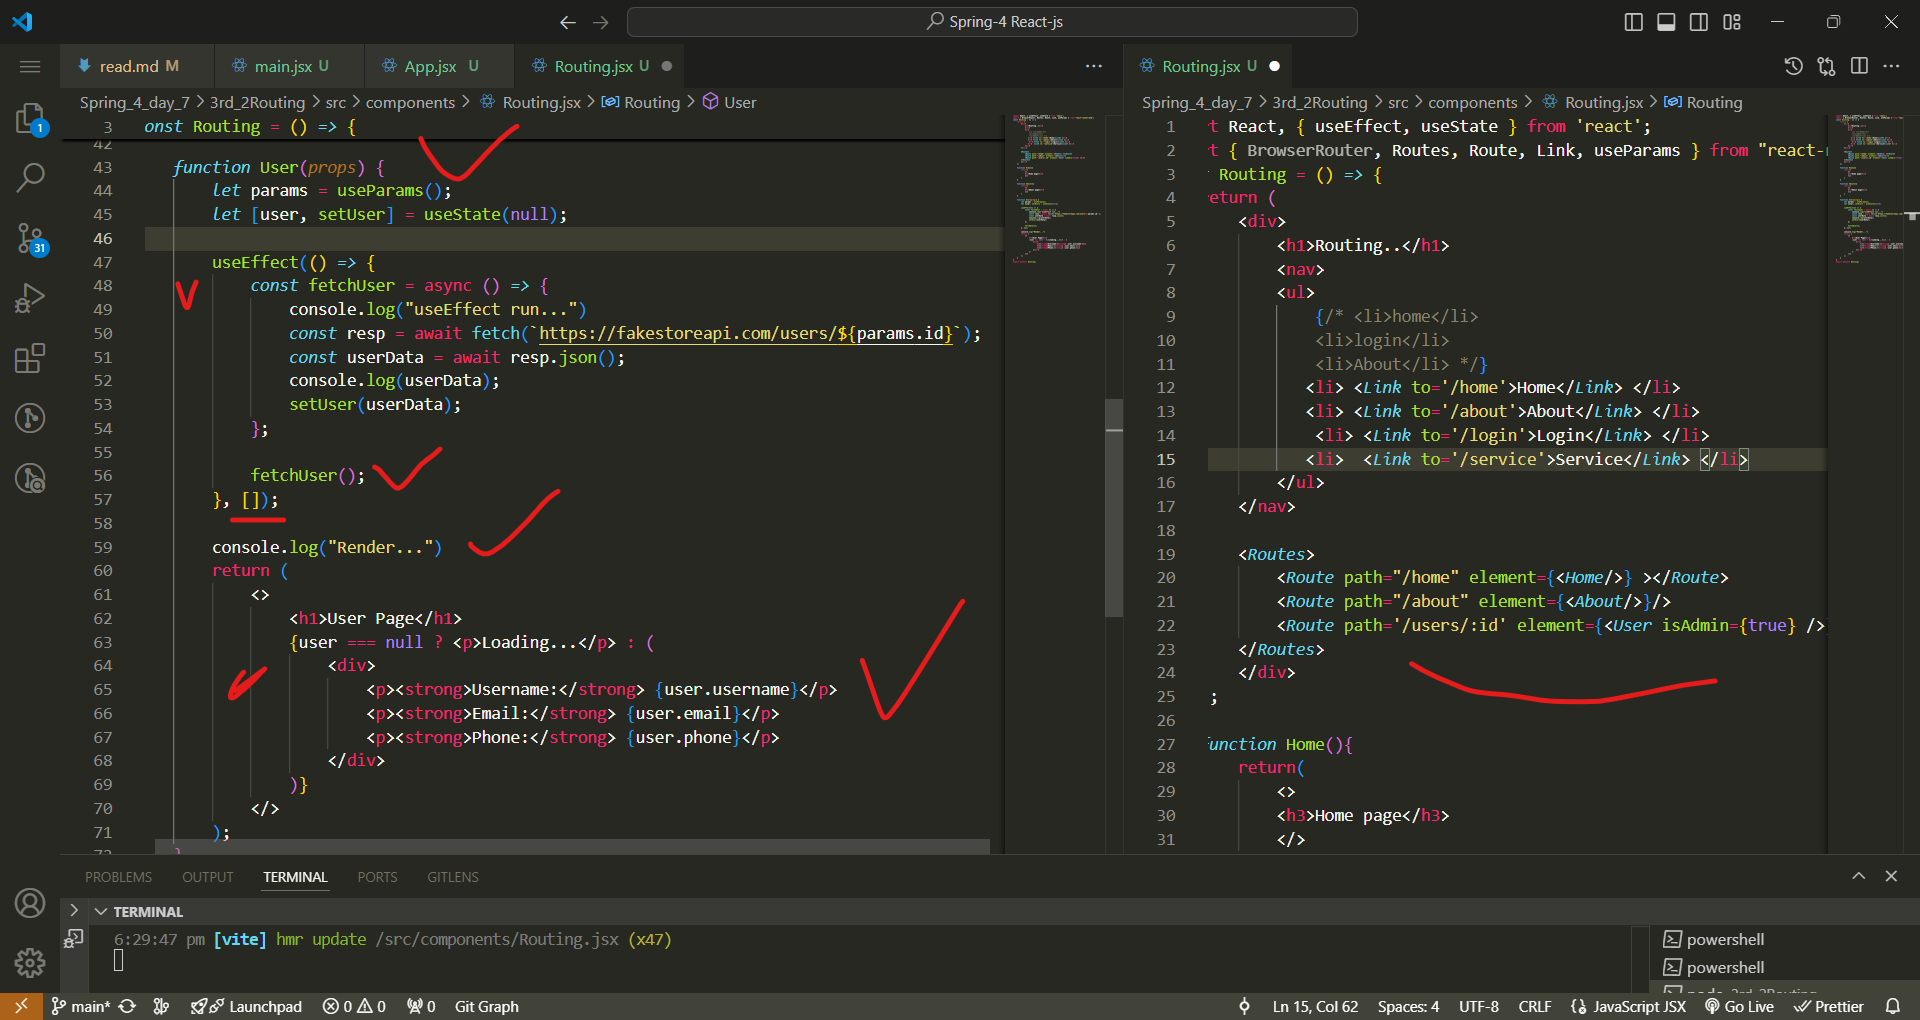 Spring-4 React-js
read.md M
main.jsx U
App.jsx U
Routing.jsx U
Routing.jsx U
Spring_4_day_7 > 3rd_2Routing > src > components > Routing.jsx > Routing > User
3 onst Routing = () => {
42
43 function User(props) {
44 let params = useParams();
45 let [user, setUser] = useState(null);
46
47 useEffect(() => {
48 const fetchUser = async () => {
49 console.log("useEffect run...")
50 const resp = await fetch(`https://fakestoreapi.com/users/${params.id}`);
51 const userData = await resp.json();
52 console.log(userData);
53 setUser(userData);
54 };
55
56 fetchUser();
57 }, []);
58
59 console.log("Render...")
60 return (
61 <>
62 <h1>User Page</h1>
63 {user === null ? <p>Loading...</p> : (
64 <div>
65 <p><strong>Username:</strong> {user.username}</p>
66 <p><strong>Email:</strong> {user.email}</p>
67 <p><strong>Phone:</strong> {user.phone}</p>
68 </div>
69 )}
70 </>
71 );
Spring_4_day_7 > 3rd_2Routing > src > components > Routing.jsx > Routing
1 t React, { useEffect, useState } from 'react';
2 t { BrowserRouter, Routes, Route, Link, useParams } from "react-
3 Routing = () => {
4 eturn (
5 <div>
6 <h1>Routing..</h1>
7 <nav>
8 <ul>
9 {/* <li>home</li>
10 <li>login</li>
11 <li>About</li> */}
12 <li> <Link to='/home'>Home</Link> </li>
13 <li> <Link to='/about'>About</Link> </li>
14 <li> <Link to='/login'>Login</Link> </li>
15 <li> <Link to='/service'>Service</Link> </li>
16 </ul>
17 </nav>
18
19 <Routes>
20 <Route path="/home" element={<Home/>} ></Route>
21 <Route path="/about" element={<About/>}/>
22 <Route path='/users/:id' element={<User isAdmin={true} />
23 </Routes>
24 </div>
25 ;
26
27 unction Home(){
28 return(
29 <>
30 <h3>Home page</h3>
31 </>
1
31
PROBLEMS OUTPUT TERMINAL PORTS GITLENS
TERMINAL
6:29:47 pm [vite] hmr update /src/components/Routing.jsx (x47)
powershell
powershell
main* Launchpad 0 0 0 Git Graph Ln 15, Col 62 Spaces: 4 UTF-8 CRLF JavaScript JSX Go Live Prettier